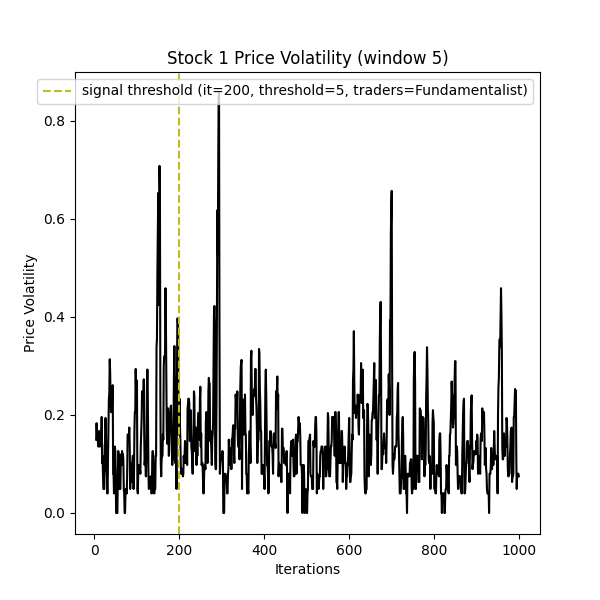 Stock 1 Price Volatility (window 5)
signal threshold (it=200, threshold=5, traders=Fundamentalist)
Price Volatility
0.8
0.6
0.4
0.2
0.0
0 200 400 600 800 1000
Iterations